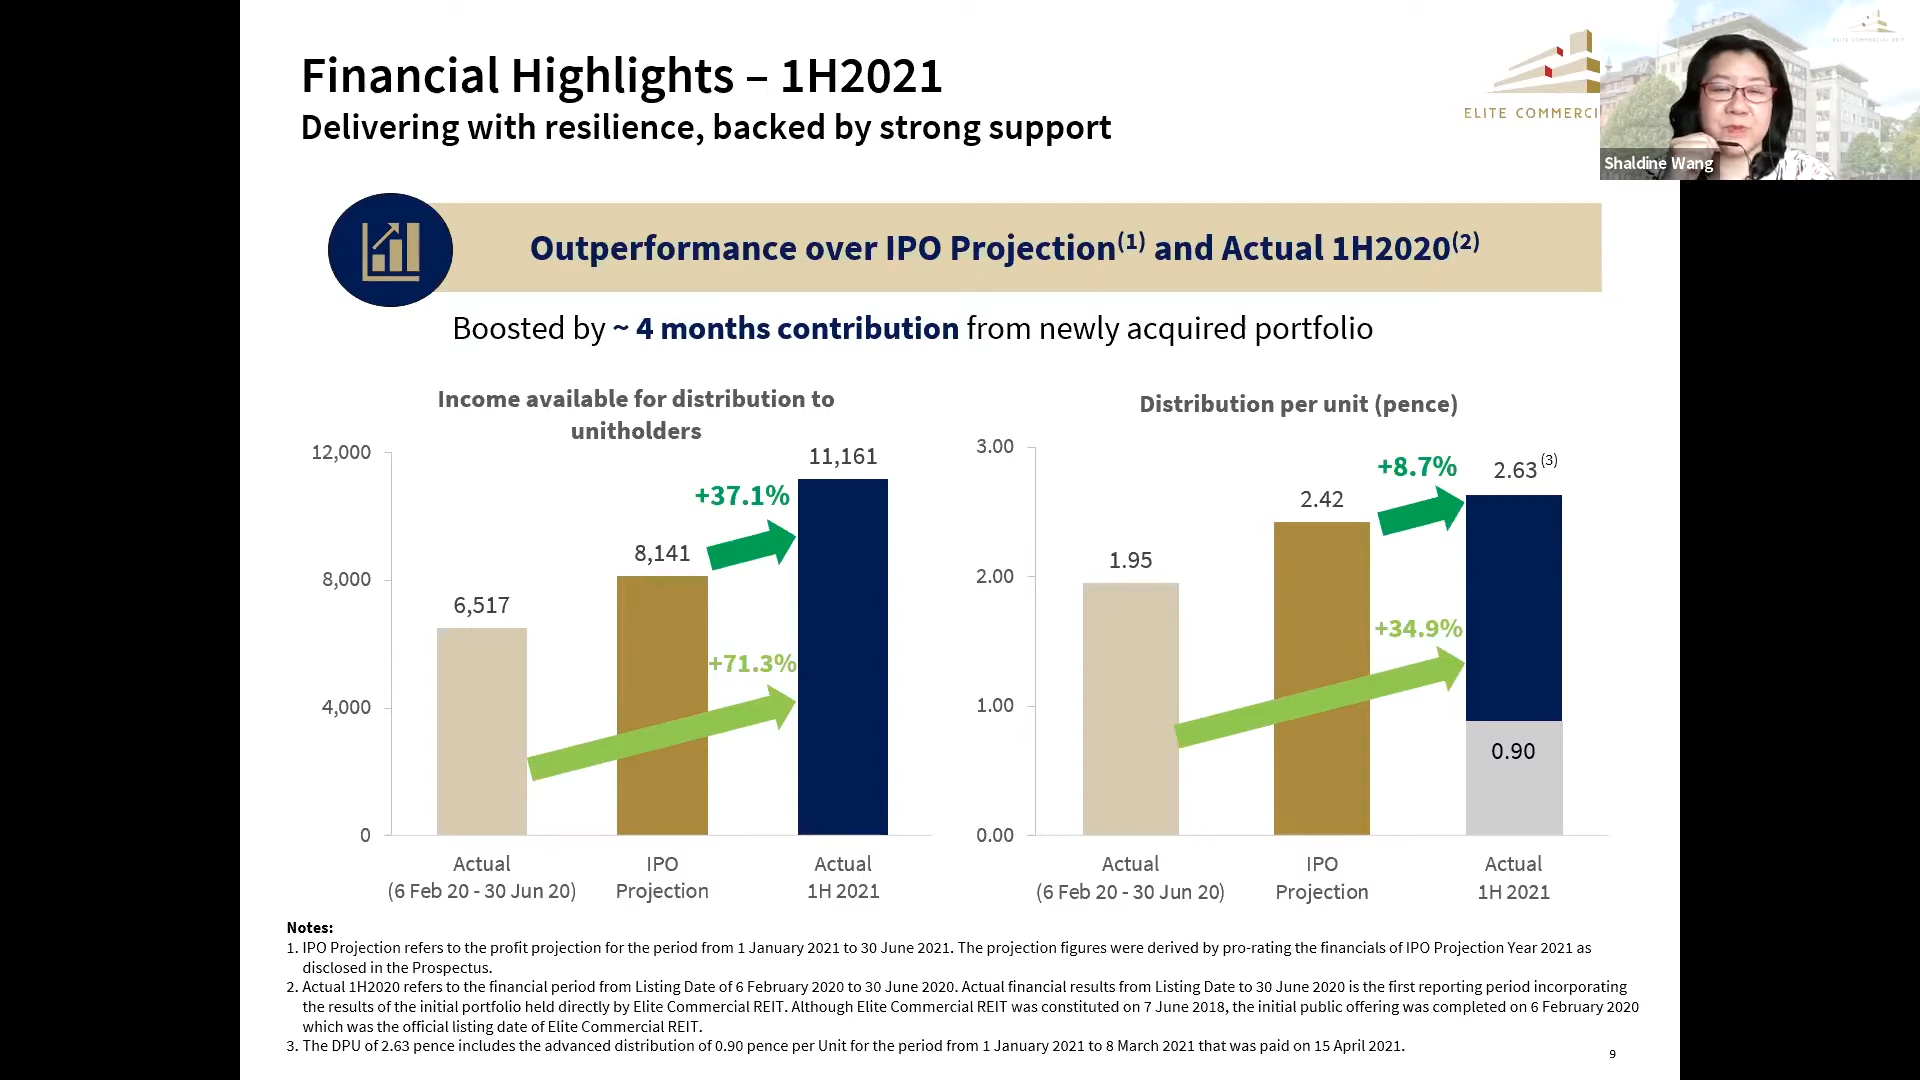 Financial Highlights – 1H2021
Delivering with resilience, backed by strong support
ELITE COMMERCI
ELITE COMMERCIAL REIT
Shaldine Wang
Outperformance over IPO Projection(1) and Actual 1H2020(2)
Boosted by ~ 4 months contribution from newly acquired portfolio
Income available for distribution to
unitholders
12,000
8,000
4,000
0
6,517
8,141
11,161
+37.1%
+71.3%
Actual
(6 Feb 20 - 30 Jun 20)
IPO
Projection
Actual
1H 2021
Distribution per unit (pence)
3.00
2.00
1.00
0.00
1.95
2.42
2.63 (3)
0.90
+8.7%
+34.9%
Actual
(6 Feb 20 - 30 Jun 20)
IPO
Projection
Actual
1H 2021
Notes:
1. IPO Projection refers to the profit projection for the period from 1 January 2021 to 30 June 2021. The projection figures were derived by pro-rating the financials of IPO Projection Year 2021 as
disclosed in the Prospectus.
2. Actual 1H2020 refers to the financial period from Listing Date of 6 February 2020 to 30 June 2020. Actual financial results from Listing Date to 30 June 2020 is the first reporting period incorporating
the results of the initial portfolio held directly by Elite Commercial REIT. Although Elite Commercial REIT was constituted on 7 June 2018, the initial public offering was completed on 6 February 2020
which was the official listing date of Elite Commercial REIT.
3. The DPU of 2.63 pence includes the advanced distribution of 0.90 pence per Unit for the period from 1 January 2021 to 8 March 2021 that was paid on 15 April 2021.
9